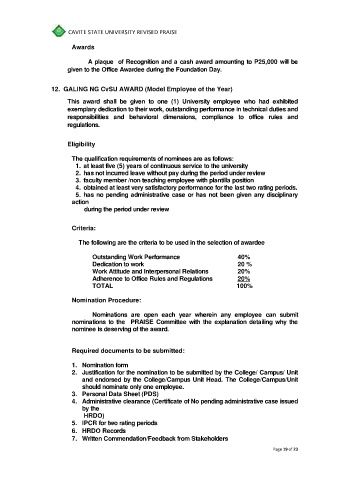 CAVITE STATE UNIVERSITY REVISED PRAISE
Awards
A plaque of Recognition and a cash award amounting to P25,000 will be
given to the Office Awardee during the Foundation Day.
12. GALING NG CvSU AWARD (Model Employee of the Year)
This award shall be given to one (1) University employee who had exhibited
exemplary dedication to their work, outstanding performance in technical duties and
responsibilities and behavioral dimensions, compliance to office rules and
regulations.
Eligibility
The qualification requirements of nominees are as follows:
1. at least five (5) years of continuous service to the university
2. has not incurred leave without pay during the period under review
3. faculty member /non teaching employee with plantilla position
4. obtained at least very satisfactory performance for the last two rating periods.
5. has no pending administrative case or has not been given any disciplinary
action
during the period under review
Criteria:
The following are the criteria to be used in the selection of awardee
Outstanding Work Performance 40%
Dedication to work 20 %
Work Attitude and Interpersonal Relations 20%
Adherence to Office Rules and Regulations 20%
TOTAL 100%
Nomination Procedure:
Nominations are open each year wherein any employee can submit
nominations to the PRAISE Committee with the explanation detailing why the
nominee is deserving of the award.
Required documents to be submitted:
1. Nomination form
2. Justification for the nomination to be submitted by the College/ Campus/ Unit
and endorsed by the College/Campus Unit Head. The College/Campus/Unit
should nominate only one employee.
3. Personal Data Sheet (PDS)
4. Administrative clearance (Certificate of No pending administrative case issued
by the
HRDO)
5. IPCR for two rating periods
6. HRDO Records
7. Written Commendation/Feedback from Stakeholders
Page 19 of 23